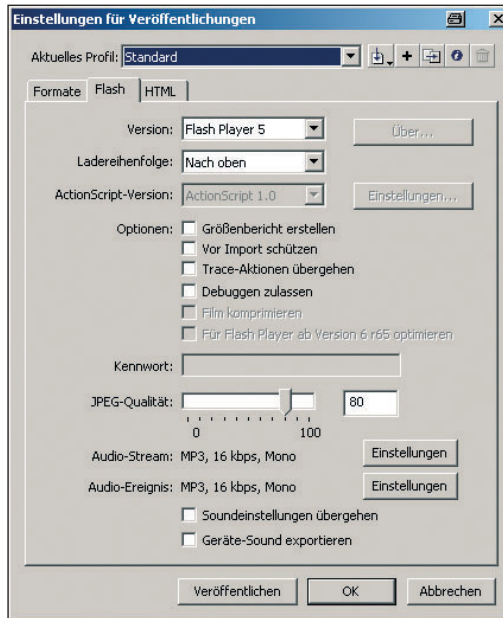 Einstellungen für Veröffentlichungen
Aktuelles Profil: Standard
Formate Flash HTML
Version: Flash Player 5 Über...
Ladereihenfolge: Nach oben
ActionScript-Version: ActionScript 1.0 Einstellungen...
Optionen: Größenbericht erstellen
Vor Import schützen
Trace-Aktionen übergehen
Debuggen zulassen
Film komprimieren
Für Flash Player ab Version 6 r65 optimieren
Kennwort:
JPEG-Qualität: 80
0 100
Audio-Stream: MP3, 16 kbps, Mono Einstellungen
Audio-Ereignis: MP3, 16 kbps, Mono Einstellungen
Soundeinstellungen übergehen
Geräte-Sound exportieren
Veröffentlichen OK Abbrechen